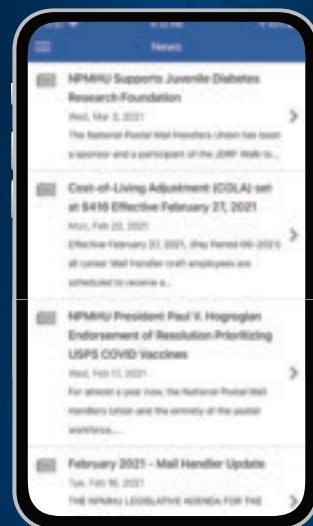 News
NPMHU Supports Juvenile Diabetes
Research Foundation
Wed, Mar 3, 2021
The National Postal Mail Handlers Union has been
a sponsor and a participant of the JDRF Walk to...
Cost-of-Living Adjustment (COLA) set
at $416 Effective February 27, 2021
Mon, Feb 22, 2021
Effective February 27, 2021, (Pay Period 06-2021)
all career Mail Handler craft employees are
scheduled to receive a...
NPMHU President Paul V. Hogrogian
Endorsement of Resolution Prioritizing
USPS COVID Vaccines
Wed, Feb 17, 2021
For almost a year now, the National Postal Mail
Handlers Union and the entirety of the postal
workforce,...
February 2021 - Mail Handler Update
Tue, Feb 16, 2021
THE NPMHU LEGISLATIVE AGENDA FOR THE